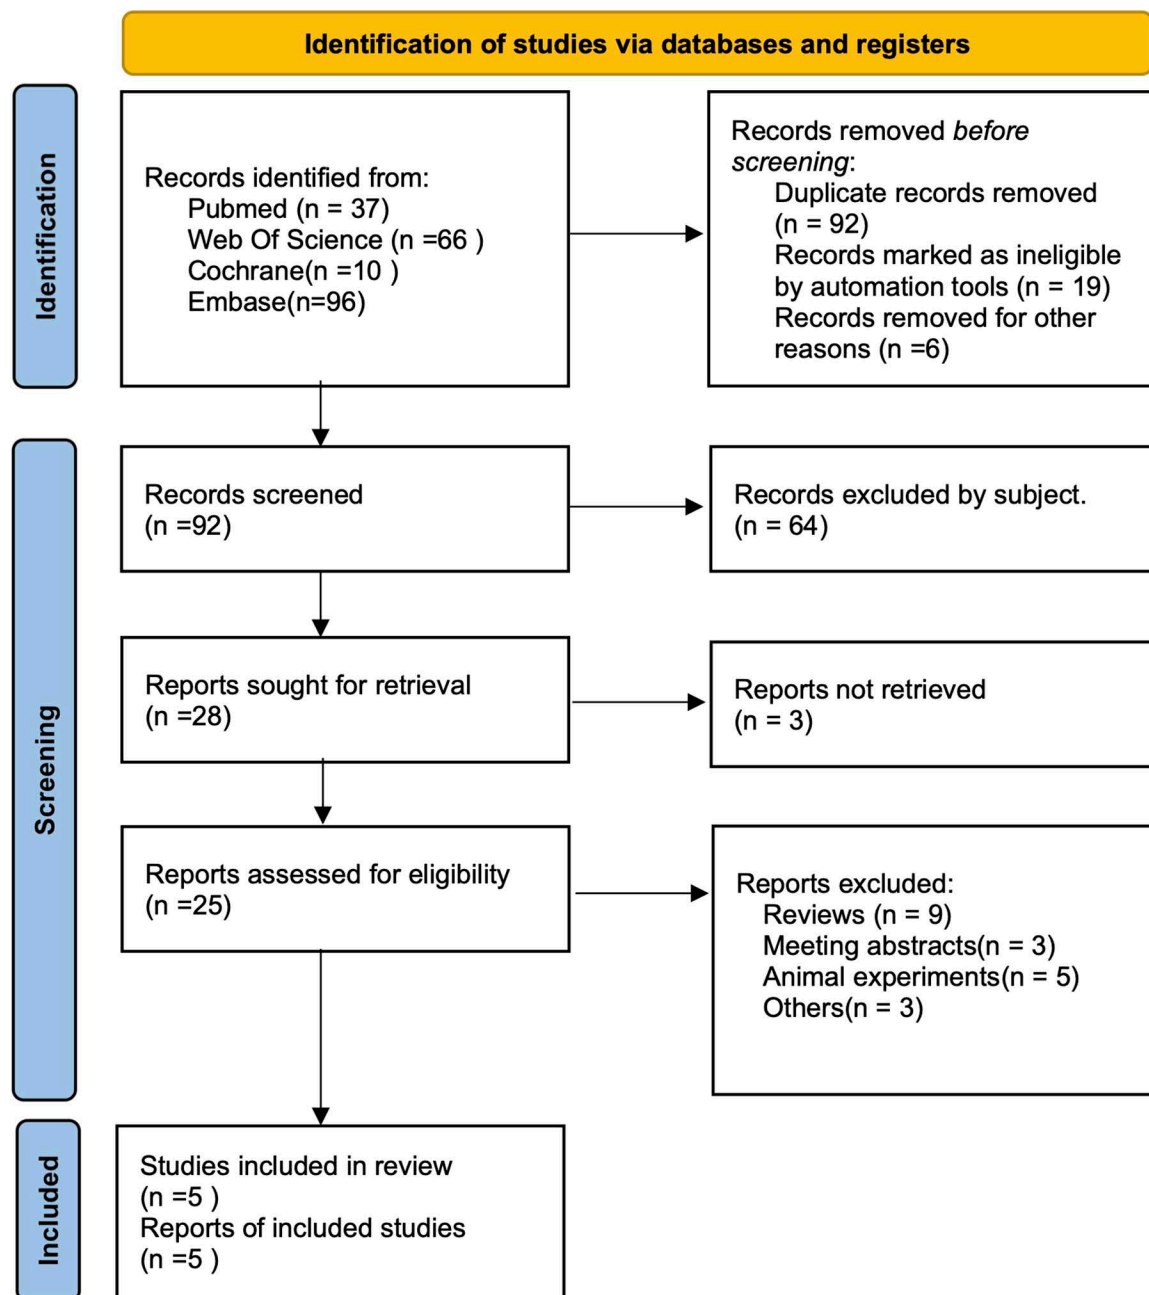 Identification of studies via databases and registers
Identification
Records identified from:
Pubmed (n = 37)
Web Of Science (n =66 )
Cochrane(n =10 )
Embase(n=96)
Records removed before
screening:
Duplicate records removed
(n = 92)
Records marked as ineligible
by automation tools (n = 19)
Records removed for other
reasons (n =6)
Screening
Records screened
(n =92)
Records excluded by subject.
(n = 64)
Reports sought for retrieval
(n =28)
Reports not retrieved
(n = 3)
Reports assessed for eligibility
(n =25)
Reports excluded:
Reviews (n = 9)
Meeting abstracts(n = 3)
Animal experiments(n = 5)
Others(n = 3)
Included
Studies included in review
(n =5 )
Reports of included studies
(n =5 )